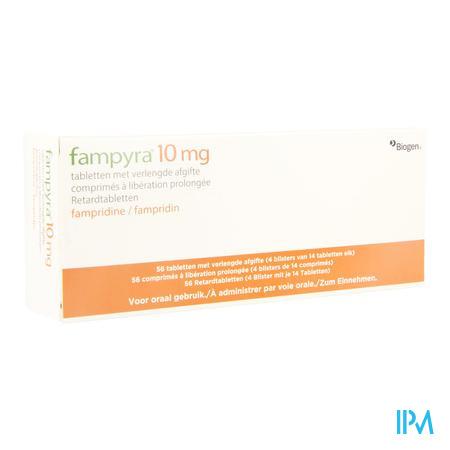 fampyra® 10 mg
tabletten met verlengde afgifte
comprimés à libération prolongée
Retardtabletten
fampridine / fampridin
Biogen.
56 tabletten met verlengde afgifte (4 blisters van 14 tabletten elk)
56 comprimés à libération prolongée (4 blisters de 14 comprimés)
56 Retardtabletten (4 Blister mit je 14 Tabletten)
Voor oraal gebruik./À administrer par voie orale./Zum Einnehmen.
fampyra® 10 mg
IPM